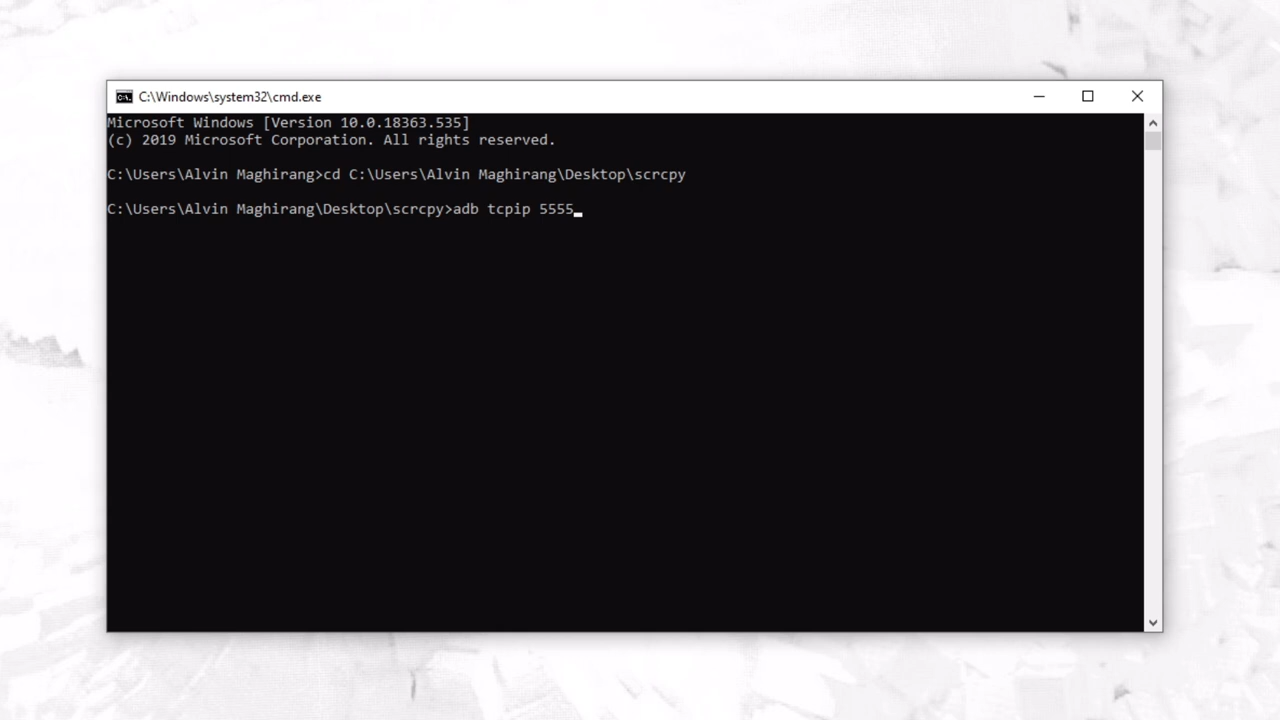 C:\Windows\system32\cmd.exe
Microsoft Windows [Version 10.0.18363.535]
(c) 2019 Microsoft Corporation. All rights reserved.
C:\Users\Alvin Maghirang>cd C:\Users\Alvin Maghirang\Desktop\scrcpy
C:\Users\Alvin Maghirang\Desktop\scrcpy>adb tcpip 5555